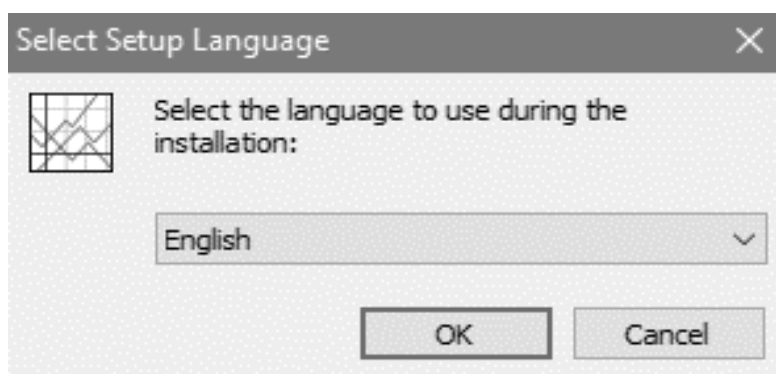 Select Setup Language
Select the language to use during the
installation:
English
OK
Cancel